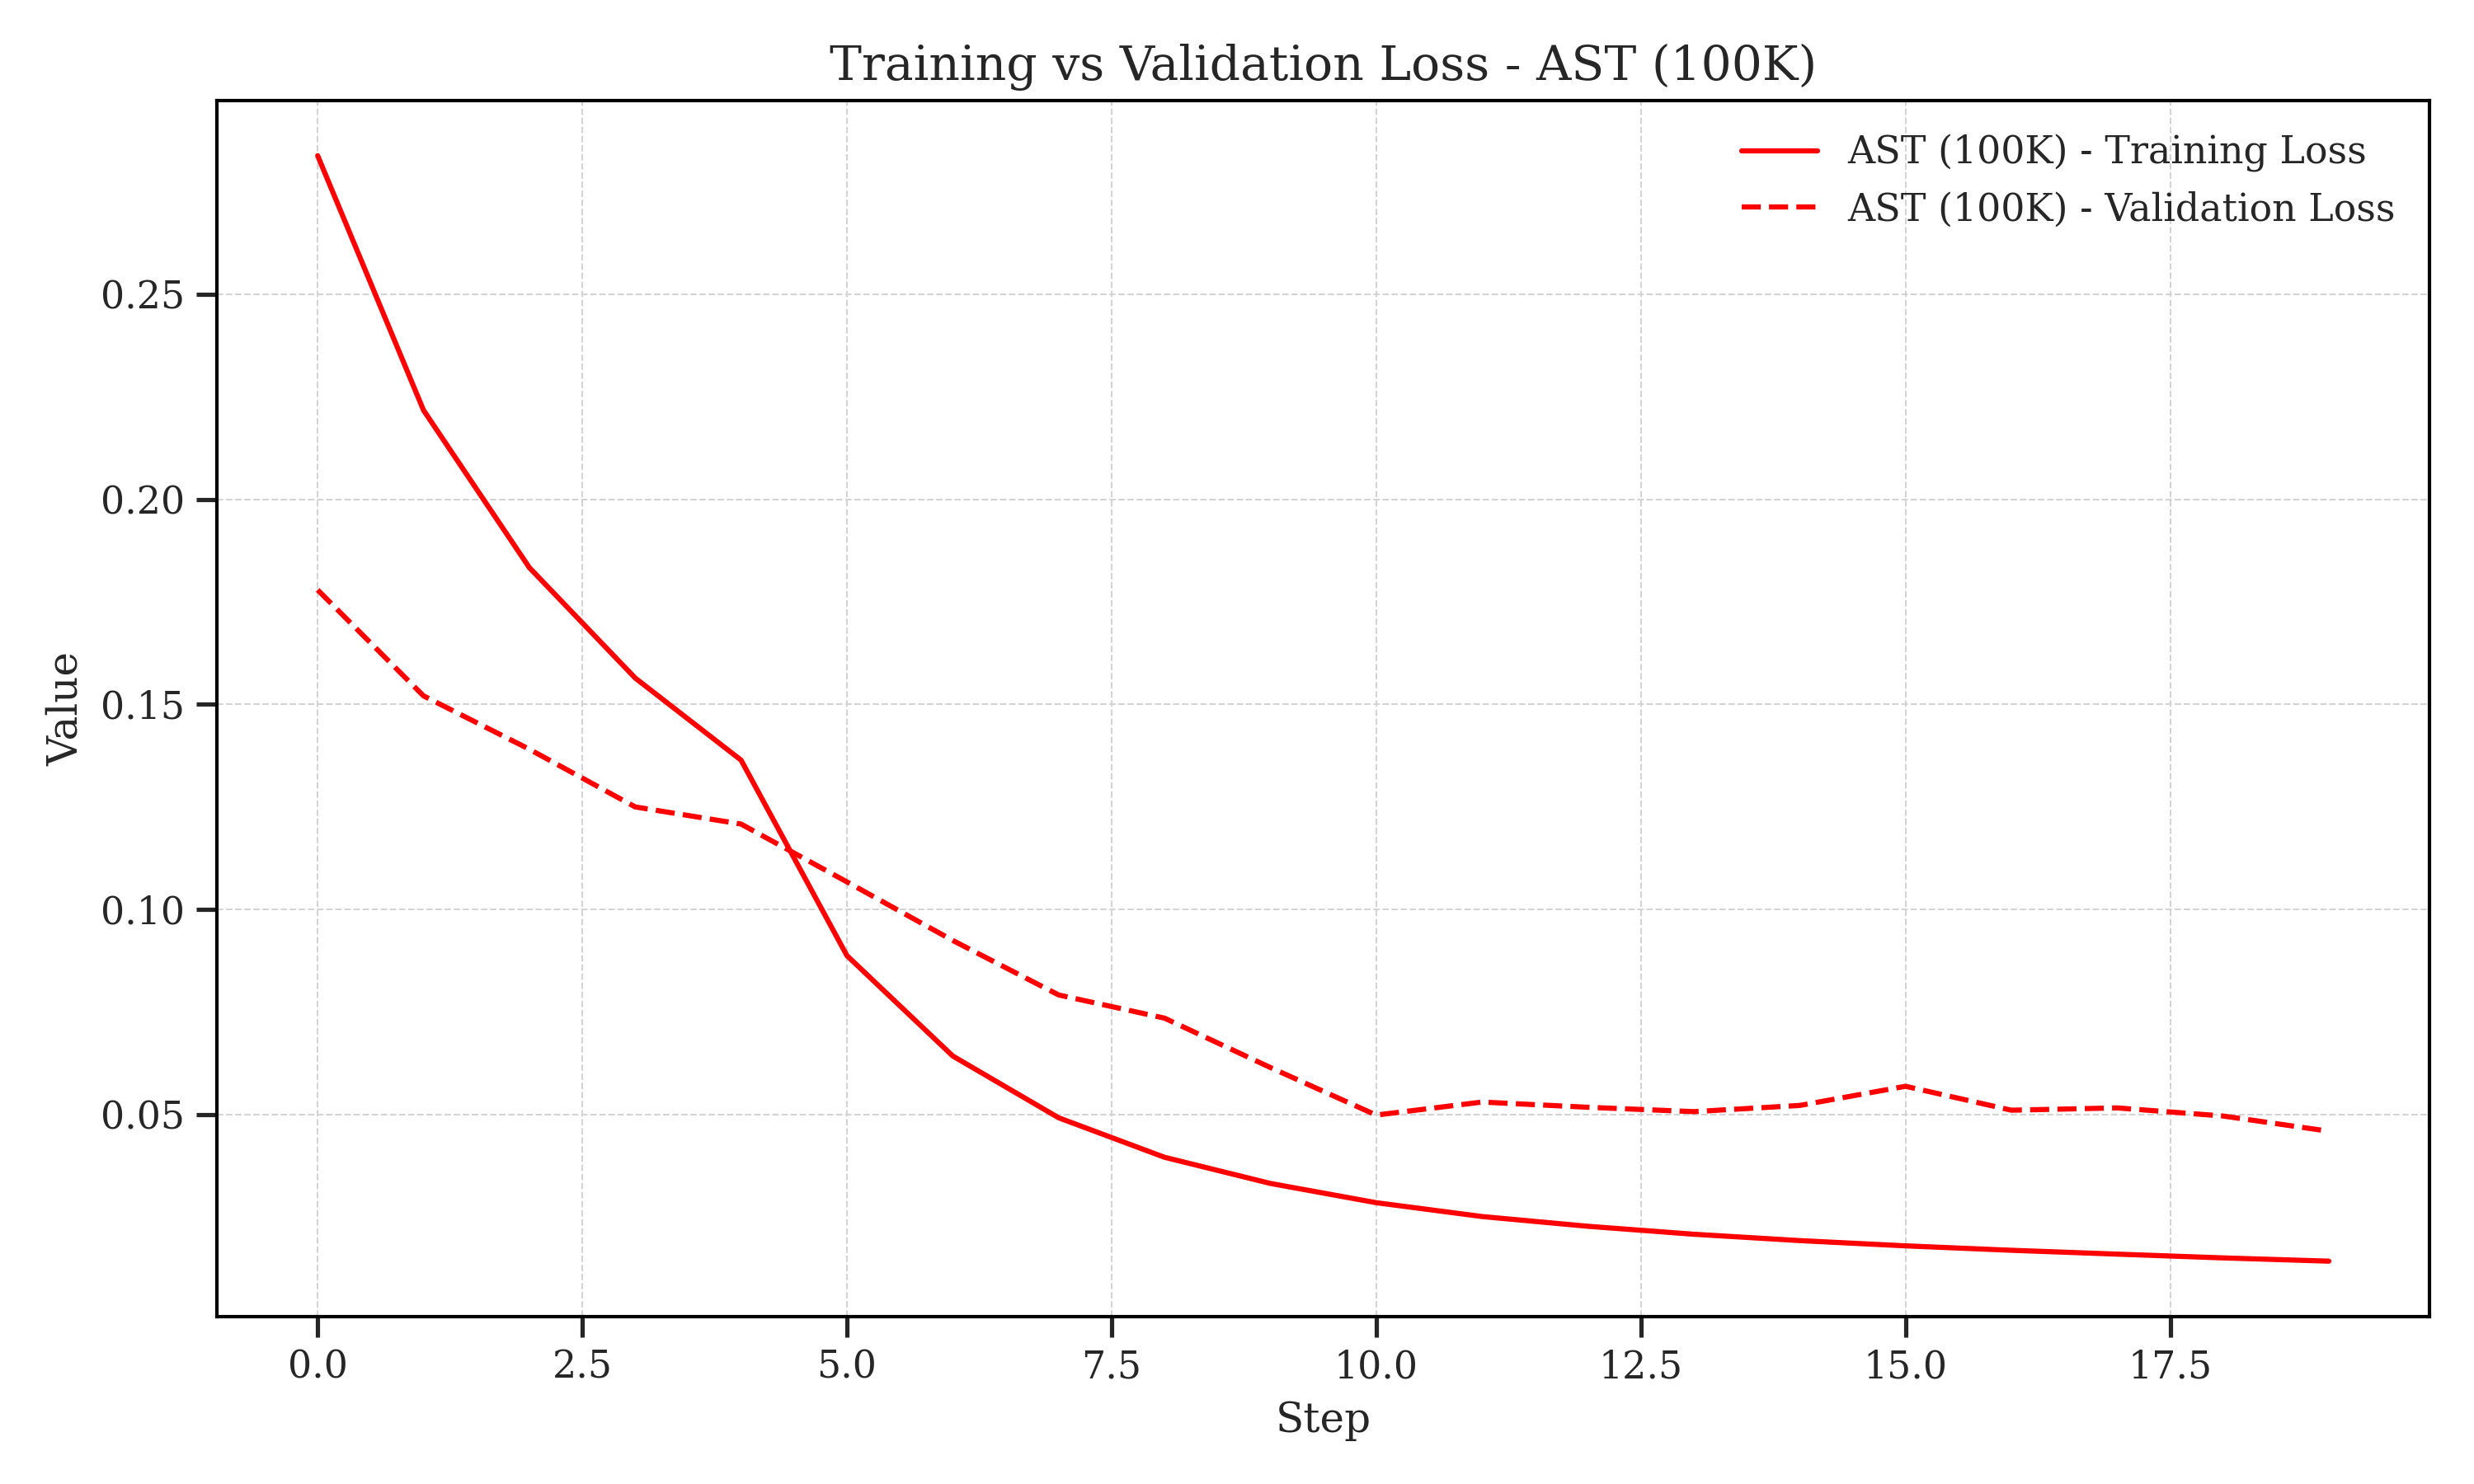 Training vs Validation Loss - AST (100K)
AST (100K) - Training Loss
AST (100K) - Validation Loss
Value
0.25
0.20
0.15
0.10
0.05
0.0 2.5 5.0 7.5 10.0 12.5 15.0 17.5
Step